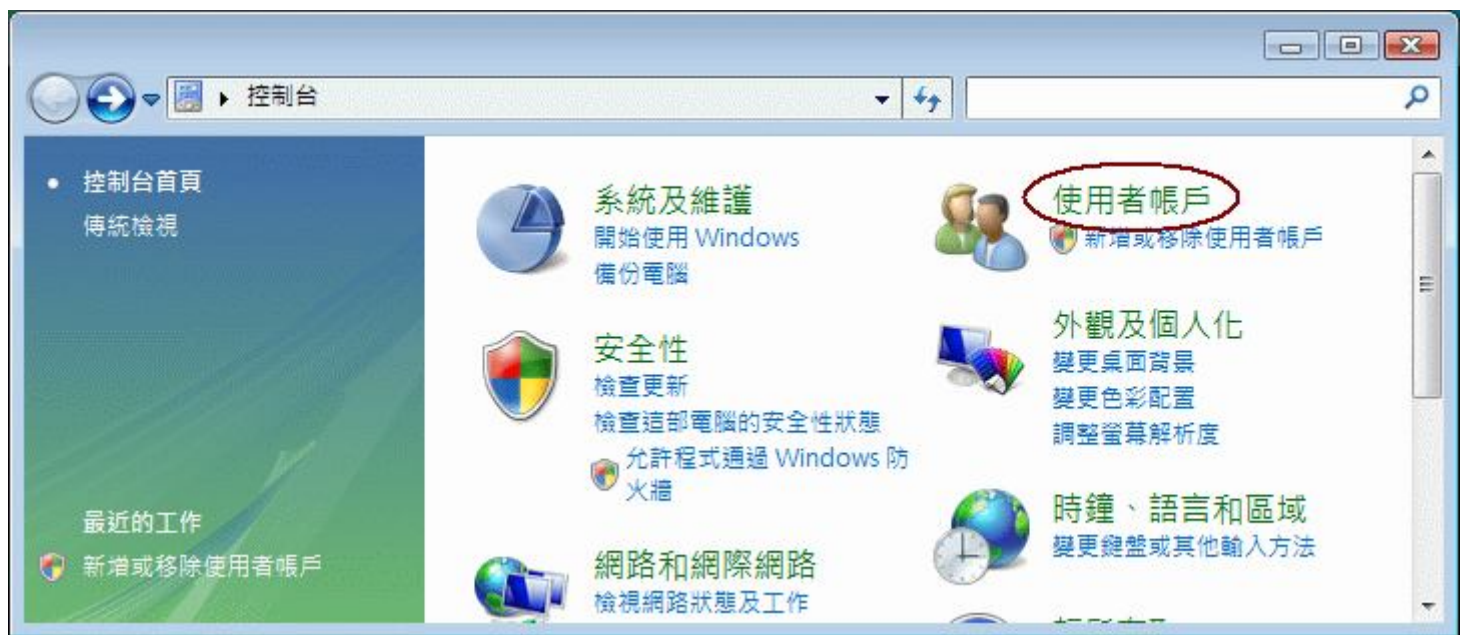 控制台
控制台首頁
傳統檢視
最近的工作
新增或移除使用者帳戶
系統及維護
開始使用 Windows
備份電腦
安全性
檢查更新
檢查這部電腦的安全性狀態
允許程式通過 Windows 防
火牆
網路和網際網路
檢視網路狀態及工作
使用者帳戶
新增或移除使用者帳戶
外觀及個人化
變更桌面背景
變更色彩配置
調整螢幕解析度
時鐘、語言和區域
變更鍵盤或其他輸入方法